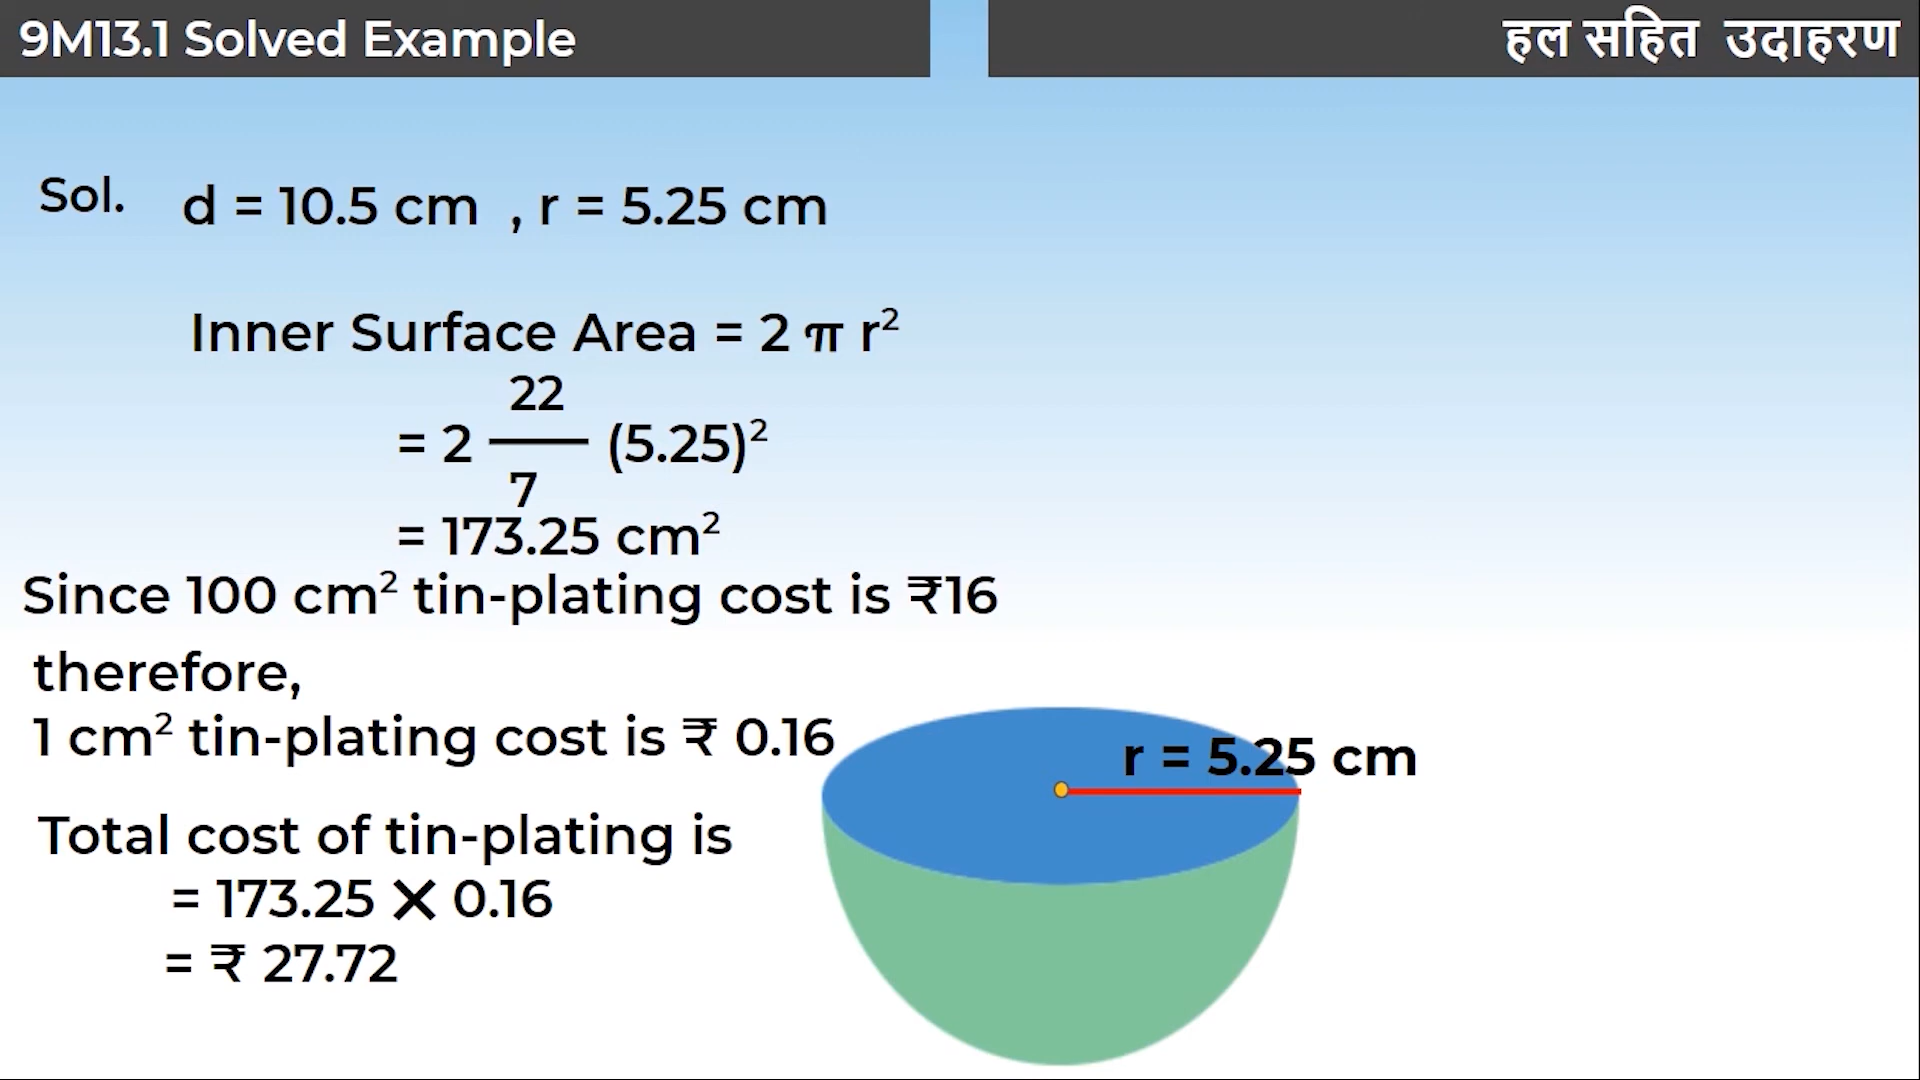 9M13.1 Solved Example
हल सहित उदाहरण
Sol. d = 10.5 cm , r = 5.25 cm
Inner Surface Area = 2 π r²
= 2 22/7 (5.25)²
= 173.25 cm²
Since 100 cm² tin-plating cost is ₹16
therefore,
1 cm² tin-plating cost is ₹ 0.16
r = 5.25 cm
Total cost of tin-plating is
= 173.25 × 0.16
= ₹ 27.72